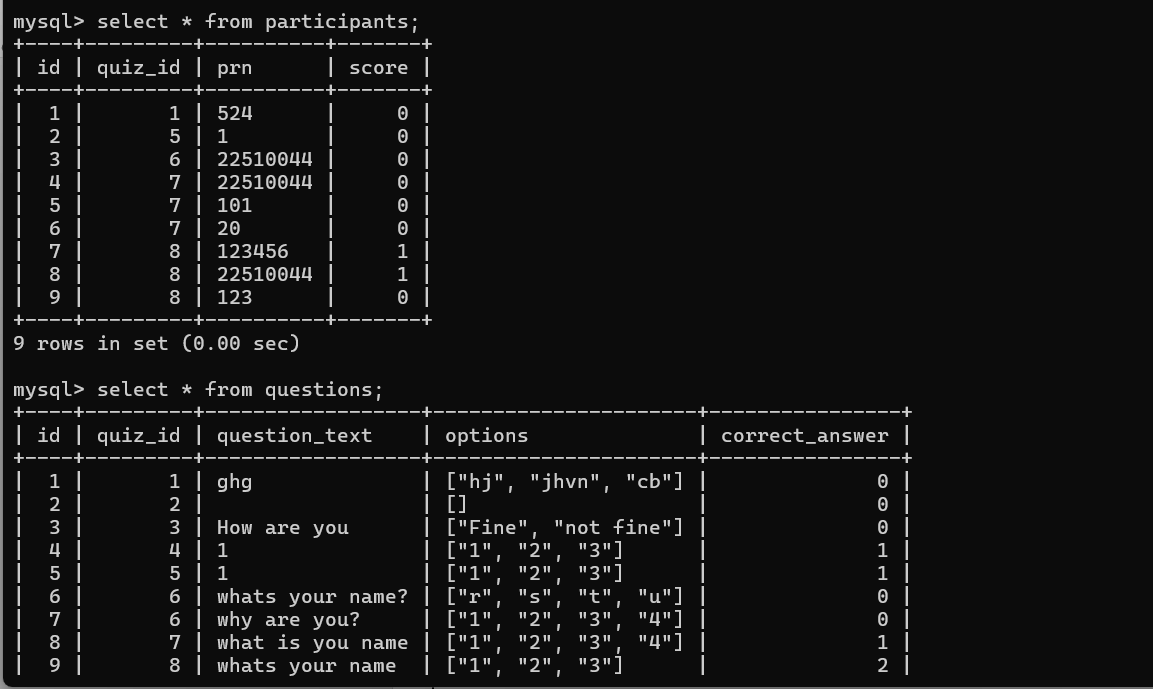 mysql> select * from participants;
+----+---------+----------+-------+
| id | quiz_id | prn      | score |
+----+---------+----------+-------+
|  1 |       1 | 524      |     0 |
|  2 |       5 | 1        |     0 |
|  3 |       6 | 22510044 |     0 |
|  4 |       7 | 22510044 |     0 |
|  5 |       7 | 101      |     0 |
|  6 |       7 | 20       |     0 |
|  7 |       8 | 123456   |     1 |
|  8 |       8 | 22510044 |     1 |
|  9 |       8 | 123      |     0 |
+----+---------+----------+-------+
9 rows in set (0.00 sec)

mysql> select * from questions;
+----+---------+------------------+----------------------+----------------+
| id | quiz_id | question_text    | options              | correct_answer |
+----+---------+------------------+----------------------+----------------+
|  1 |       1 | ghg              | ["hj", "jhvn", "cb"] |              0 |
|  2 |       2 |                  | []                   |              0 |
|  3 |       3 | How are you      | ["Fine", "not fine"] |              0 |
|  4 |       4 | 1                | ["1", "2", "3"]      |              1 |
|  5 |       5 | 1                | ["1", "2", "3"]      |              1 |
|  6 |       6 | whats your name? | ["r", "s", "t", "u"] |              0 |
|  7 |       6 | why are you?     | ["1", "2", "3", "4"] |              0 |
|  8 |       7 | what is you name | ["1", "2", "3", "4"] |              1 |
|  9 |       8 | whats your name  | ["1", "2", "3"]      |              2 |